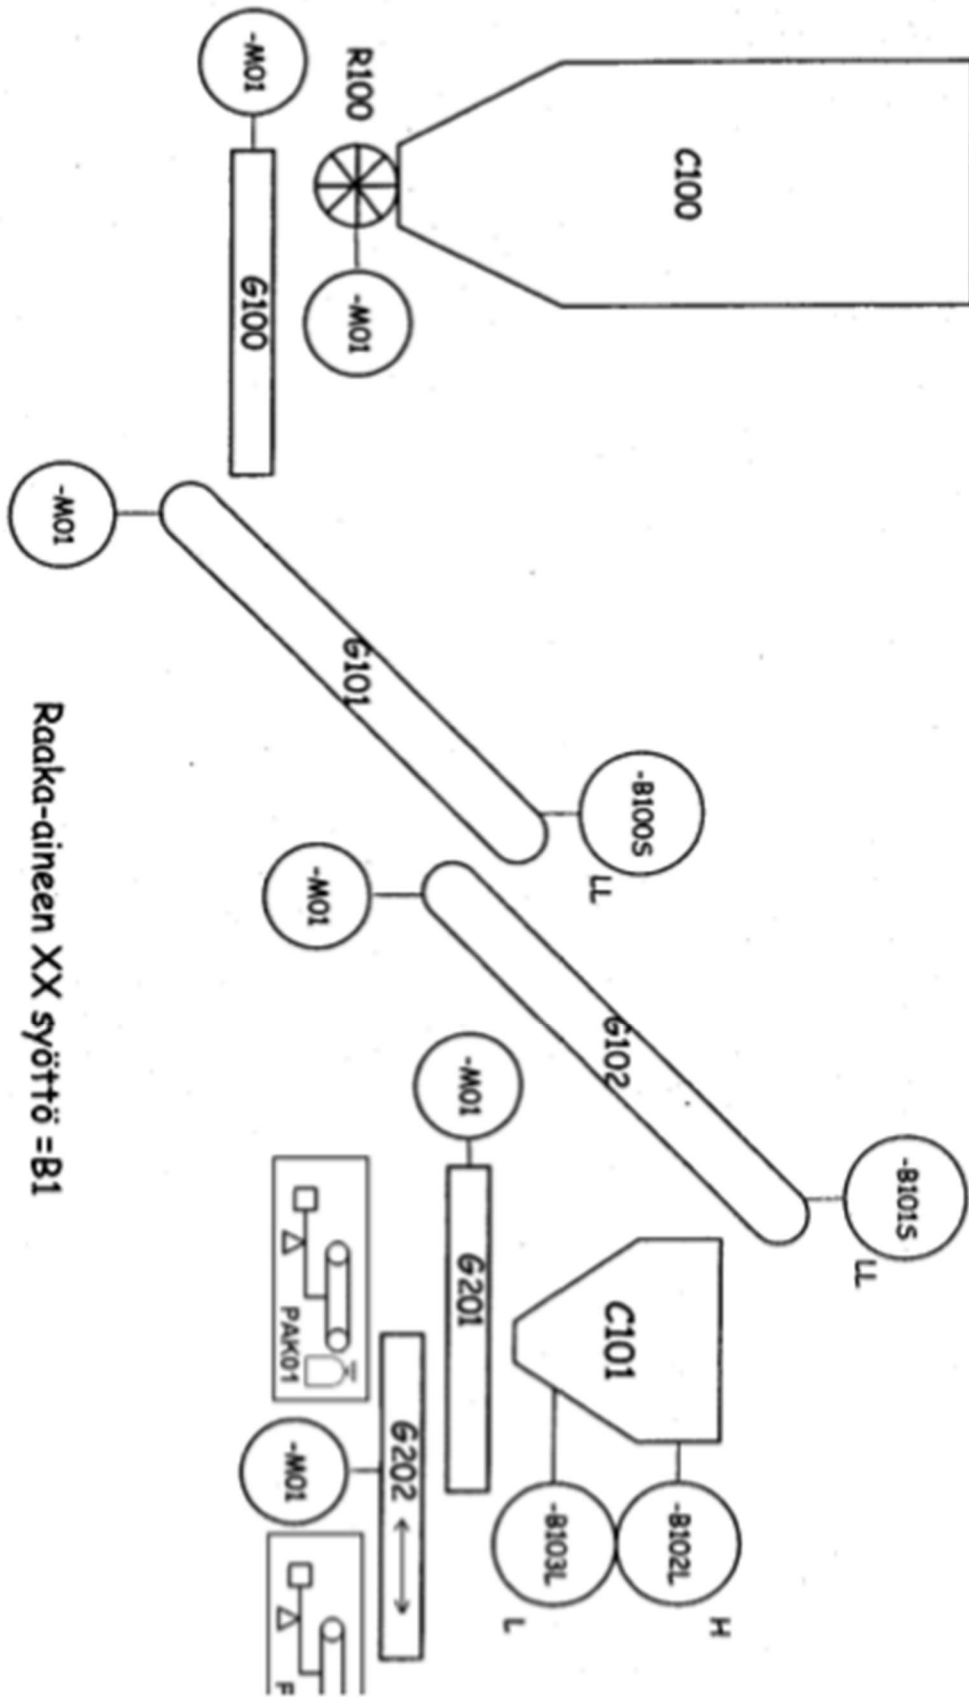 C100
R100
-M01
-M01
G100
-M01
G101
-B100S
LL
-M01
G102
-B101S
LL
C101
-B102L
H
-B103L
L
-M01
G201
G202
-M01
PAK01
Raaka-aineen XX syöttö =B1